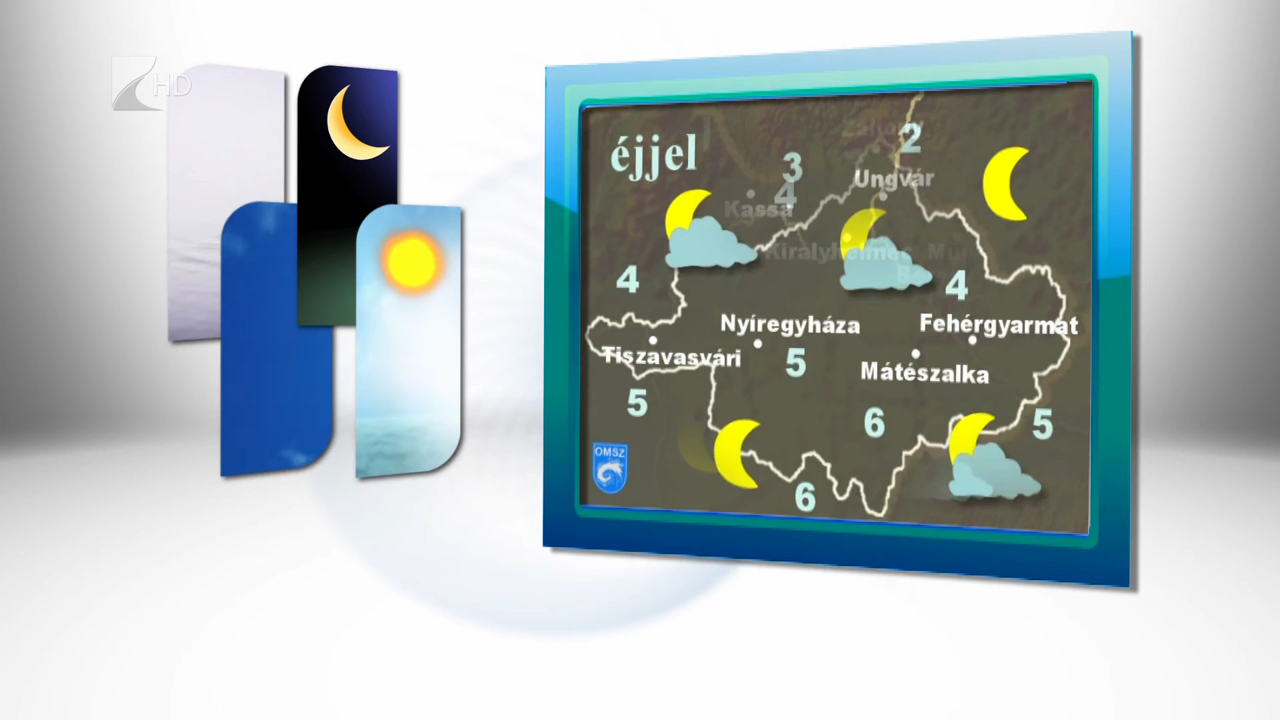 HD
éjjel
2
3
4
Ungvár
Kassa
Királyhelmec
4
4
Nyíregyháza
Fehérgyarmat
Tiszavasvári
5
Mátészalka
5
6
5
OMSZ
6